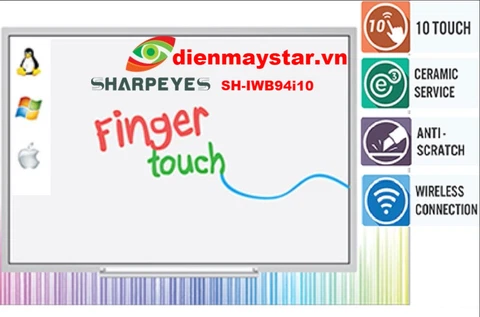 dienmaystar.vn
SHARPEYES SH-IWB94i10
Finger
touch
10
10 TOUCH
e3
CERAMIC
SERVICE
ANTI -
SCRATCH
WIRELESS
CONNECTION